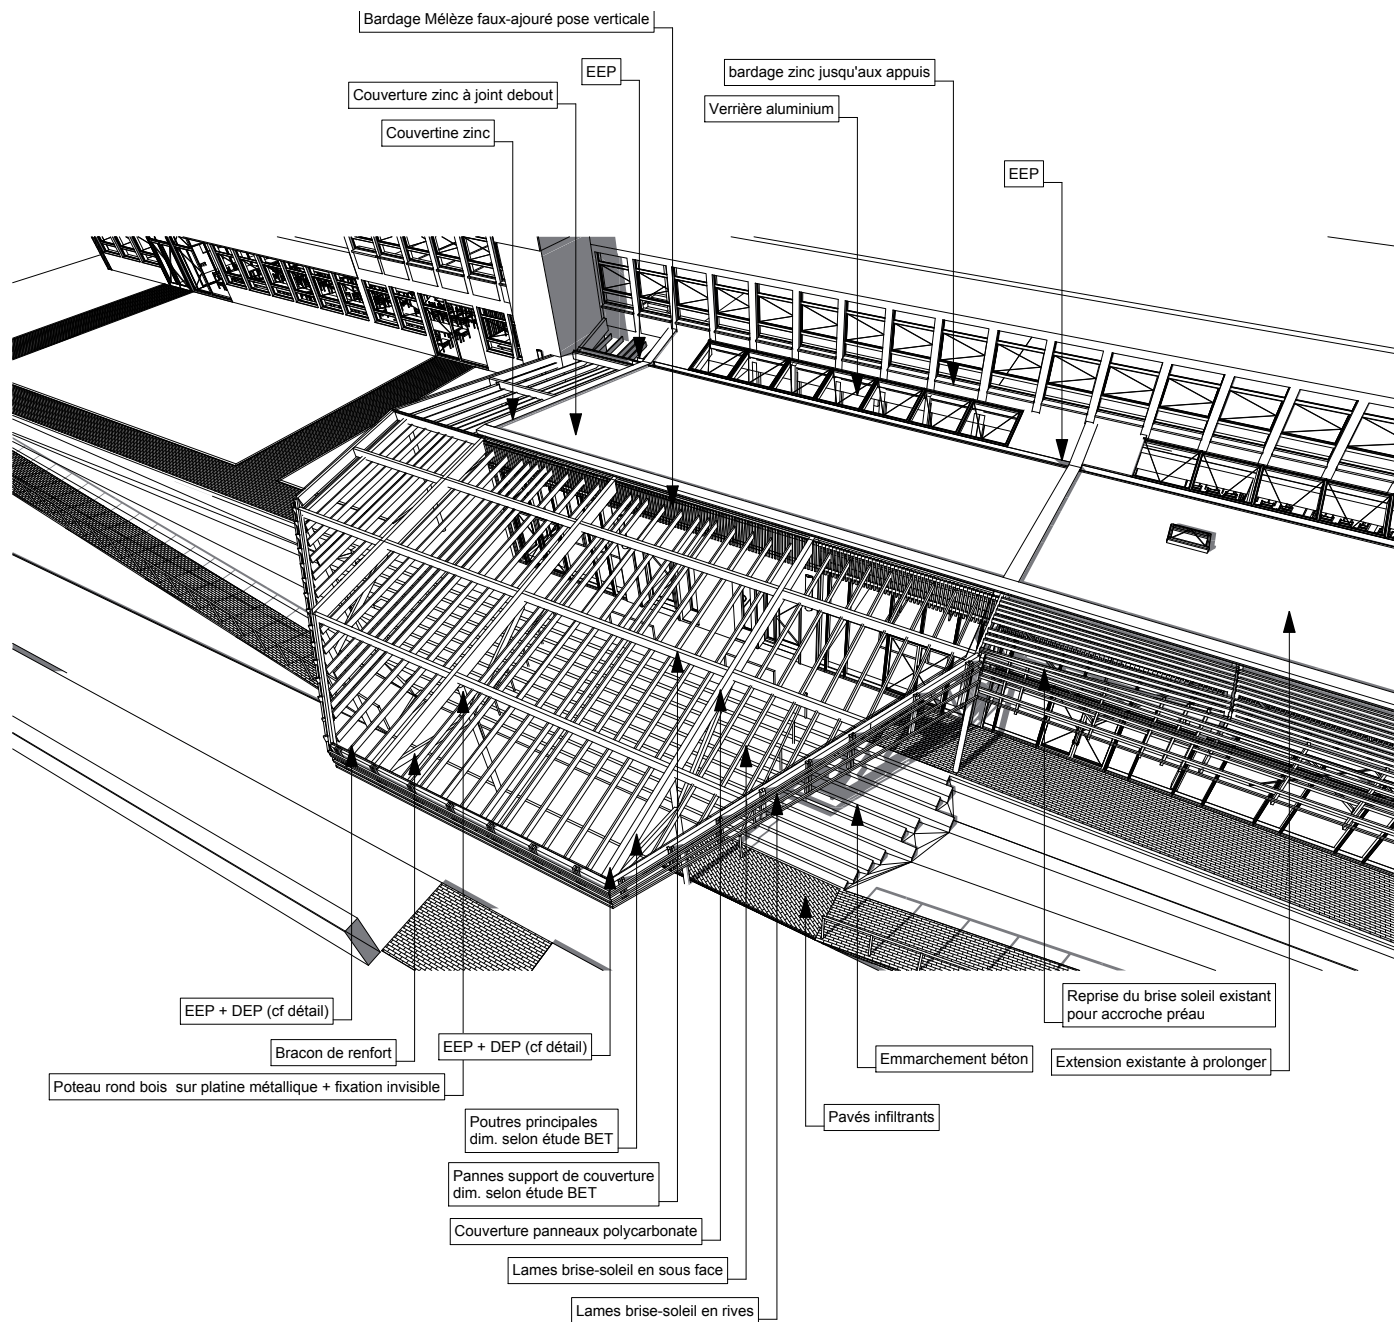 Bardage Mélèze faux-ajouré pose verticale
EEP
bardage zinc jusqu'aux appuis
Couverture zinc à joint debout
Verrière aluminium
Couvertine zinc
EEP
EEP + DEP (cf détail)
Reprise du brise soleil existant
pour accroche préau
Bracon de renfort
EEP + DEP (cf détail)
Emmarchement béton
Extension existante à prolonger
Poteau rond bois sur platine métallique + fixation invisible
Poutres principales
dim. selon étude BET
Pavés infiltrants
Pannes support de couverture
dim. selon étude BET
Couverture panneaux polycarbonate
Lames brise-soleil en sous face
Lames brise-soleil en rives